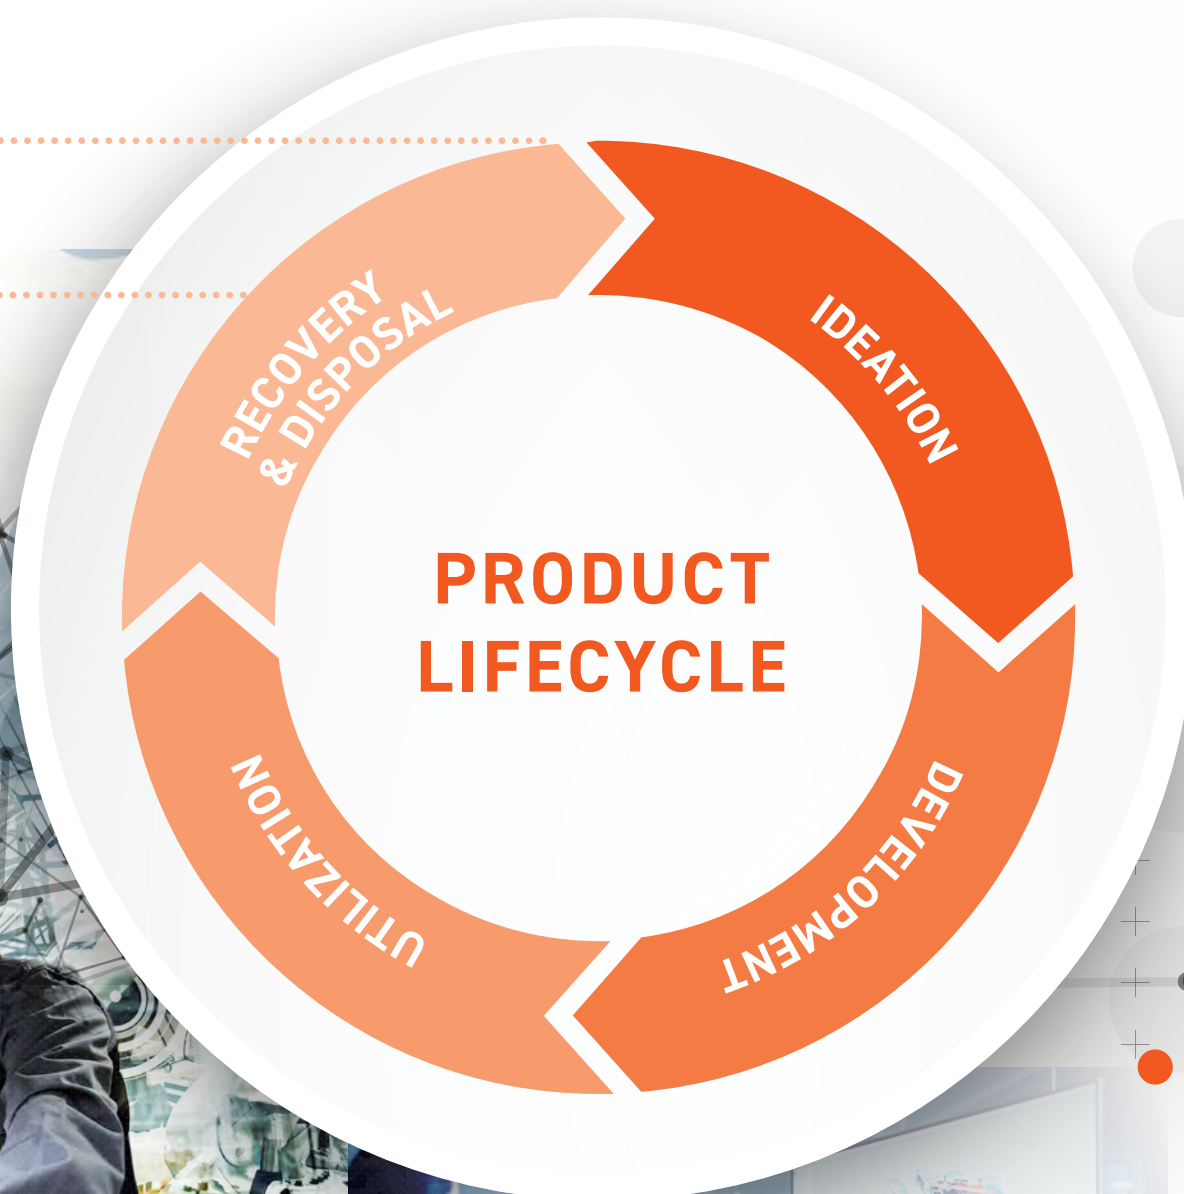 PRODUCT
LIFECYCLE
IDEATION
DEVELOPMENT
UTILIZATION
RECOVERY
& DISPOSAL